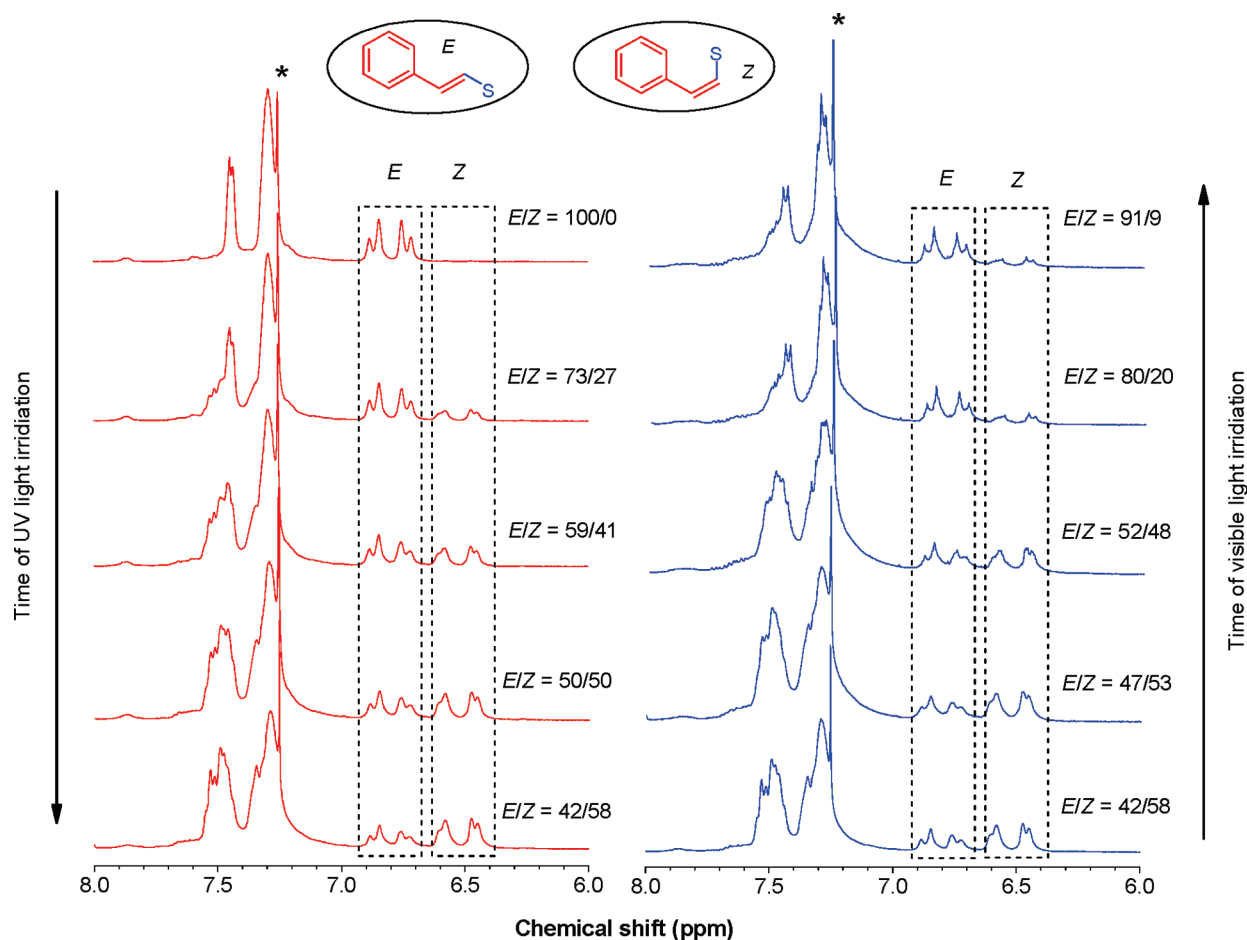 *
E
S
S
Z
*
E
Z
E
Z
E/Z = 100/0
E/Z = 91/9
E/Z = 73/27
E/Z = 80/20
E/Z = 59/41
E/Z = 52/48
E/Z = 50/50
E/Z = 47/53
E/Z = 42/58
E/Z = 42/58
Time of UV light irridiation
Time of visible light irridiation
8.0 7.5 7.0 6.5 6.0
8.0 7.5 7.0 6.5 6.0
Chemical shift (ppm)